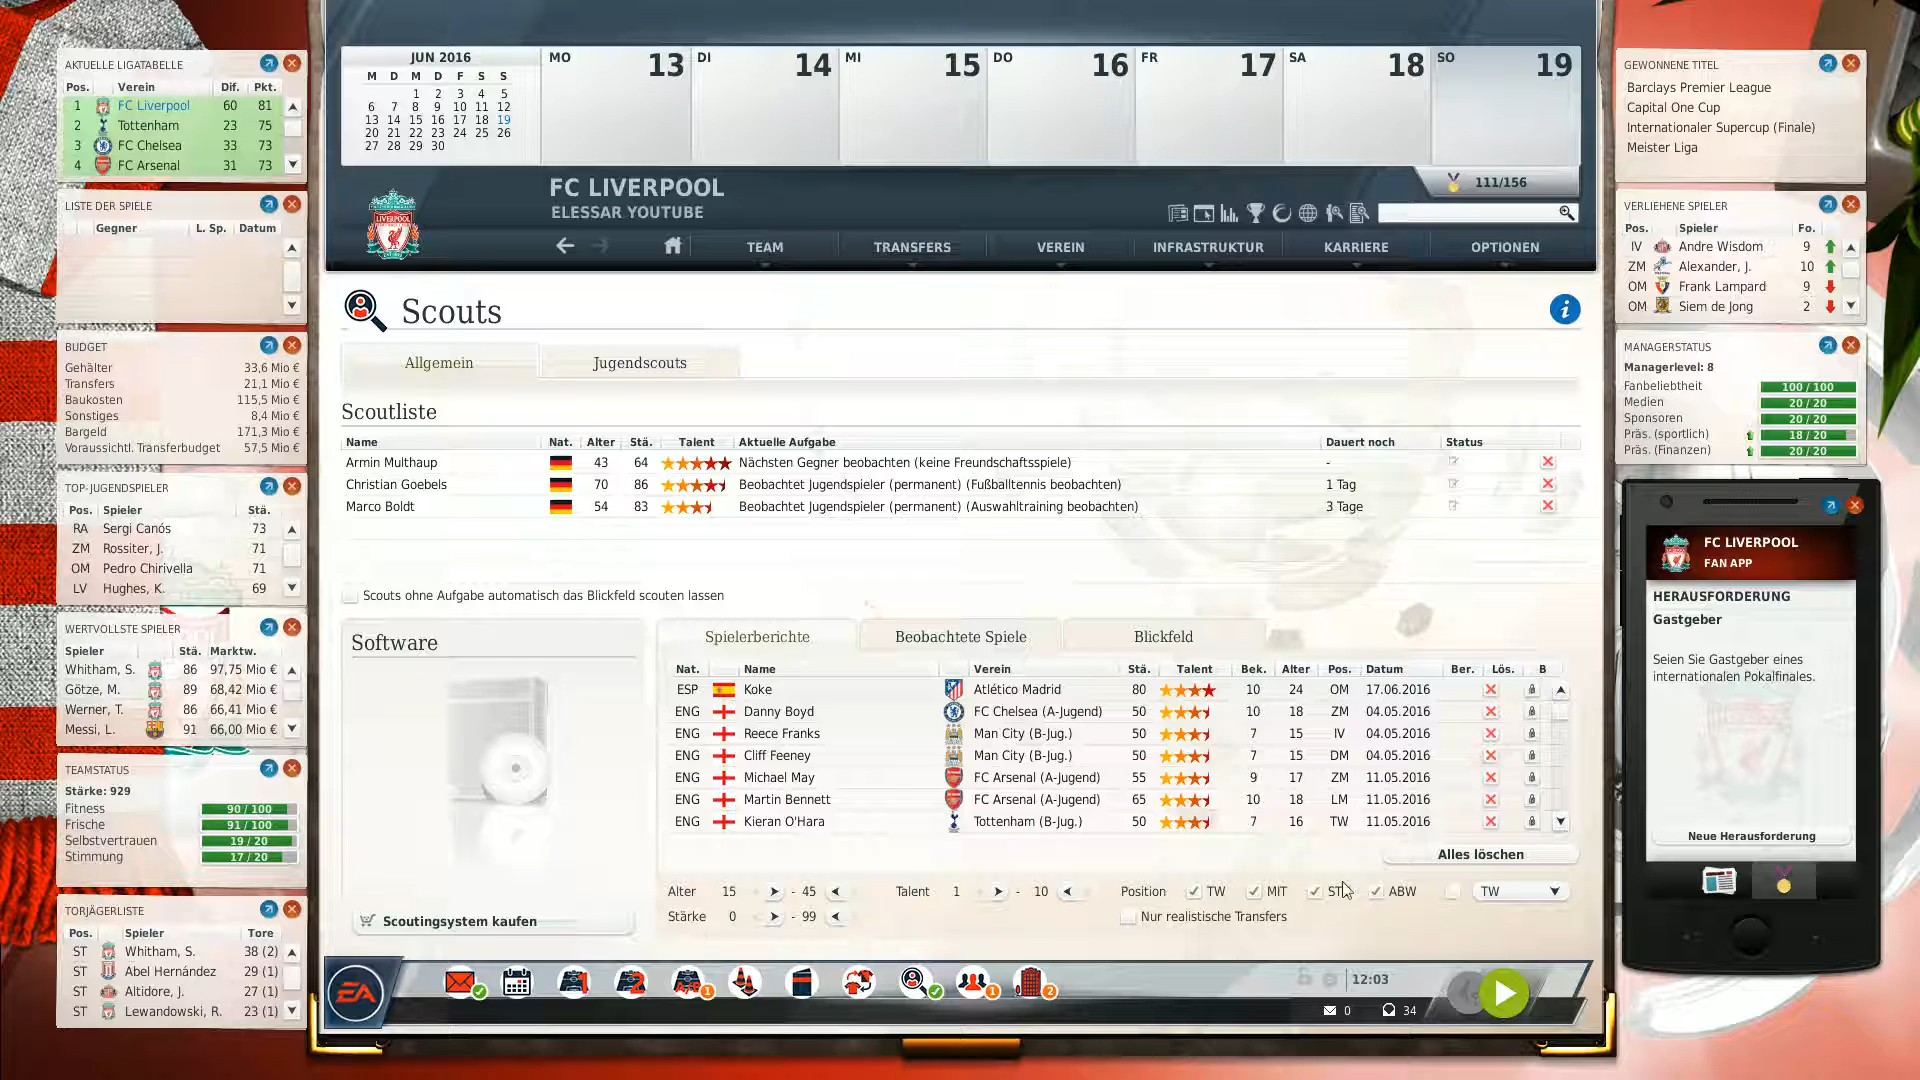 AKTUELLE LIGATABELLE
Pos. Verein Dif. Pkt.
1 FC Liverpool 60 81
2 Tottenham 23 75
3 FC Chelsea 33 73
4 FC Arsenal 31 73
LISTE DER SPIELE
Gegner L. Sp. Datum
BUDGET
Gehälter 33,6 Mio €
Transfers 21,1 Mio €
Baukosten 115,5 Mio €
Sonstiges 8,4 Mio €
Bargeld 171,3 Mio €
Voraussichtl. Transferbudget 57,5 Mio €
TOP-JUGENDSPIELER
Pos. Spieler Stä.
RA Sergi Canós 73
ZM Rossiter, J. 71
OM Pedro Chirivella 71
LV Hughes, K. 69
WERTVOLLSTE SPIELER
Spieler Stä. Marktw.
Whitham, S. 86 97,75 Mio €
Götze, M. 89 68,42 Mio €
Werner, T. 86 66,41 Mio €
Messi, L. 91 66,00 Mio €
TEAMSTATUS
Stärke: 929
Fitness 90 / 100
Frische 91 / 100
Selbstvertrauen 19 / 20
Stimmung 17 / 20
TORJÄGERLISTE
Pos. Spieler Tore
ST Whitham, S. 38 (2)
ST Abel Hernández 29 (1)
ST Altidore, J. 27 (1)
ST Lewandowski, R. 23 (1)
JUN 2016
M D M D F S S
1 2 3 4 5
6 7 8 9 10 11 12
13 14 15 16 17 18 19
20 21 22 23 24 25 26
27 28 29 30
MO 13 DI 14 MI 15 DO 16 FR 17 SA 18 SO 19
FC LIVERPOOL
ELESSAR YOUTUBE
111/156
TEAM TRANSFERS VEREIN INFRASTRUKTUR KARRIERE OPTIONEN
Scouts
Allgemein Jugendscouts
Scoutliste
Name Nat. Alter Stä. Talent Aktuelle Aufgabe Dauert noch Status
Armin Multhaup 43 64 Nächsten Gegner beobachten (keine Freundschaftsspiele) -
Christian Goebels 70 86 Beobachtet Jugendspieler (permanent) (Fußballtennis beobachten) 1 Tag
Marco Boldt 54 83 Beobachtet Jugendspieler (permanent) (Auswahltraining beobachten) 3 Tage
Scouts ohne Aufgabe automatisch das Blickfeld scouten lassen
Software
Scoutingsystem kaufen
Spielerberichte Beobachtete Spiele Blickfeld
Nat. Name Verein Stä. Talent Bek. Alter Pos. Datum Ber. Lös. B
ESP Koke Atlético Madrid 80 10 24 OM 17.06.2016
ENG Danny Boyd FC Chelsea (A-Jugend) 50 10 18 ZM 04.05.2016
ENG Reece Franks Man City (B-Jug.) 50 7 15 IV 04.05.2016
ENG Cliff Feeney Man City (B-Jug.) 50 7 15 DM 04.05.2016
ENG Michael May FC Arsenal (A-Jugend) 55 9 17 ZM 11.05.2016
ENG Martin Bennett FC Arsenal (A-Jugend) 65 10 18 LM 11.05.2016
ENG Kieran O'Hara Tottenham (B-Jug.) 50 7 16 TW 11.05.2016
Alles löschen
Alter 15 - 45 Talent 1 - 10 Position TW MIT ST ABW TW
Stärke 0 - 99 Nur realistische Transfers
EA
1 2 A/B 1 1 2
12:03
0 34
GEWONNENE TITEL
Barclays Premier League
Capital One Cup
Internationaler Supercup (Finale)
Meister Liga
VERLIEHENE SPIELER
Pos. Spieler Fo.
IV Andre Wisdom 9
ZM Alexander, J. 10
OM Frank Lampard 9
OM Siem de Jong 2
MANAGERSTATUS
Managerlevel: 8
Fanbeliebtheit 100 / 100
Medien 20 / 20
Sponsoren 20 / 20
Präs. (sportlich) 18 / 20
Präs. (Finanzen) 20 / 20
FC LIVERPOOL
FAN APP
HERAUSFORDERUNG
Gastgeber
Seien Sie Gastgeber eines
internationalen Pokalfinales.
Neue Herausforderung